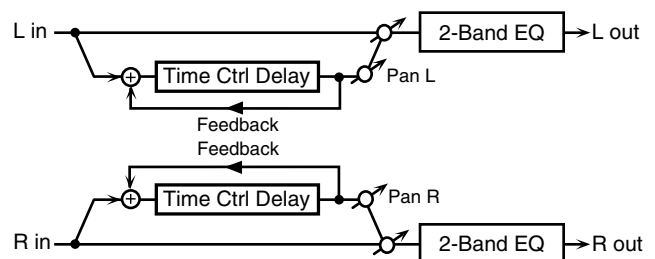 L in
2-Band EQ
L out
+
Time Ctrl Delay
Pan L
Feedback
Feedback
+
Time Ctrl Delay
Pan R
R in
2-Band EQ
R out